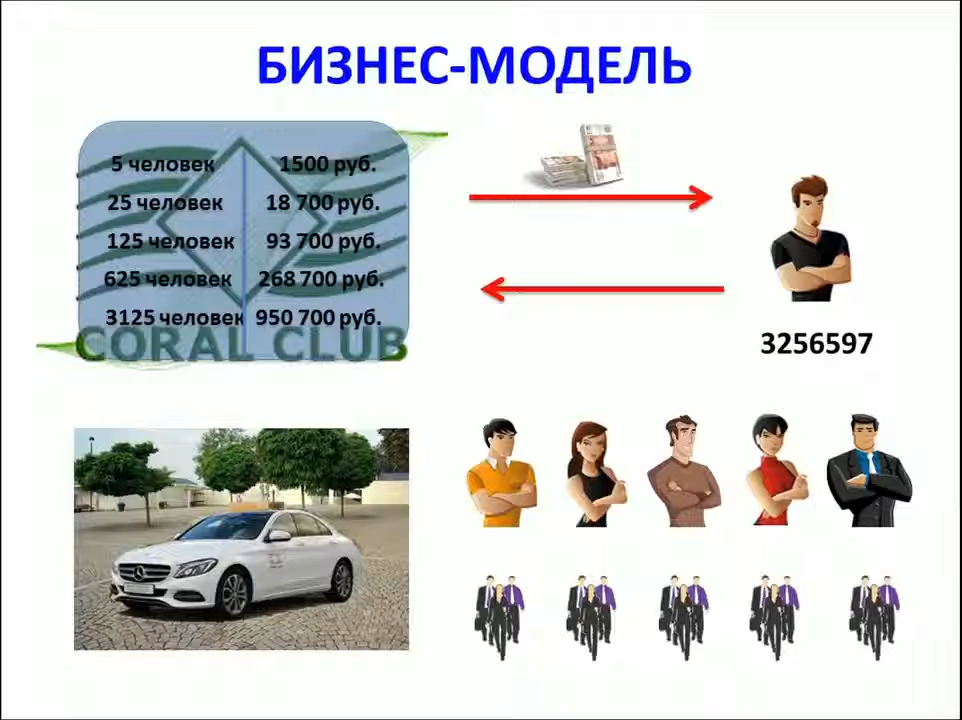 БИЗНЕС-МОДЕЛЬ
5 человек 1500 руб.
25 человек 18 700 руб.
125 человек 93 700 руб.
625 человек 268 700 руб.
3125 человек 950 700 руб.
CORAL CLUB
3256597